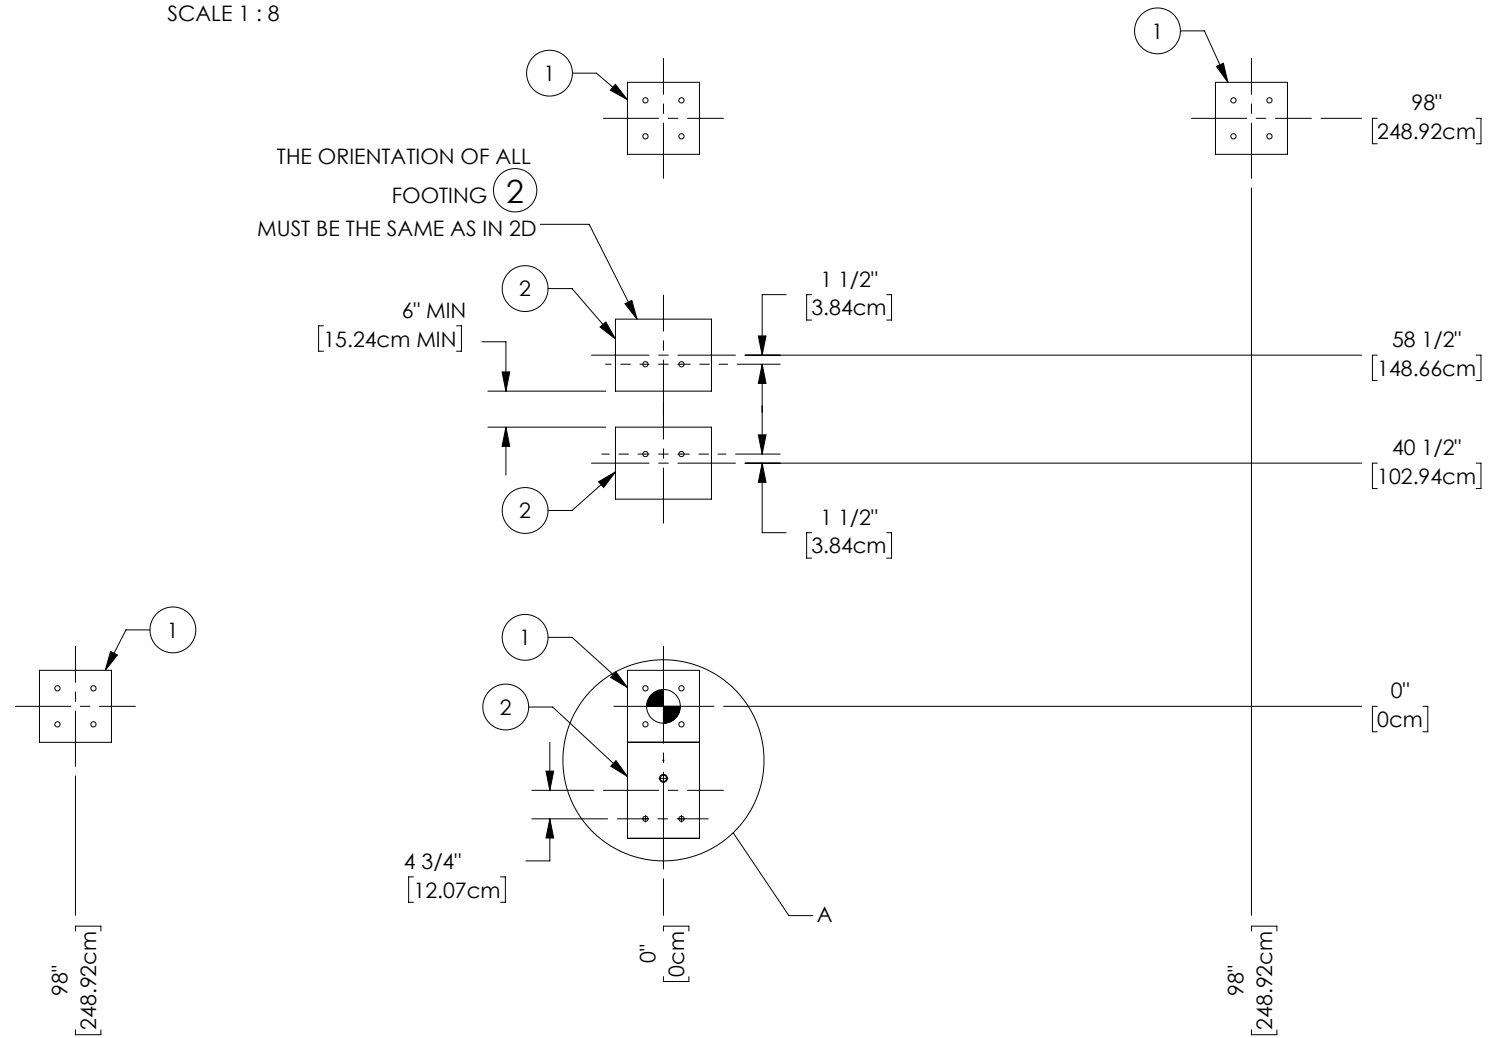 SCALE 1 : 8
1
1
98"
[248.92cm]
THE ORIENTATION OF ALL
FOOTING 2
MUST BE THE SAME AS IN 2D
2
1 1/2"
[3.84cm]
6" MIN
[15.24cm MIN]
58 1/2"
[148.66cm]
40 1/2"
[102.94cm]
2
1 1/2"
[3.84cm]
1
1
2
0"
[0cm]
4 3/4"
[12.07cm]
A
98"
[248.92cm]
0"
[0cm]
98"
[248.92cm]